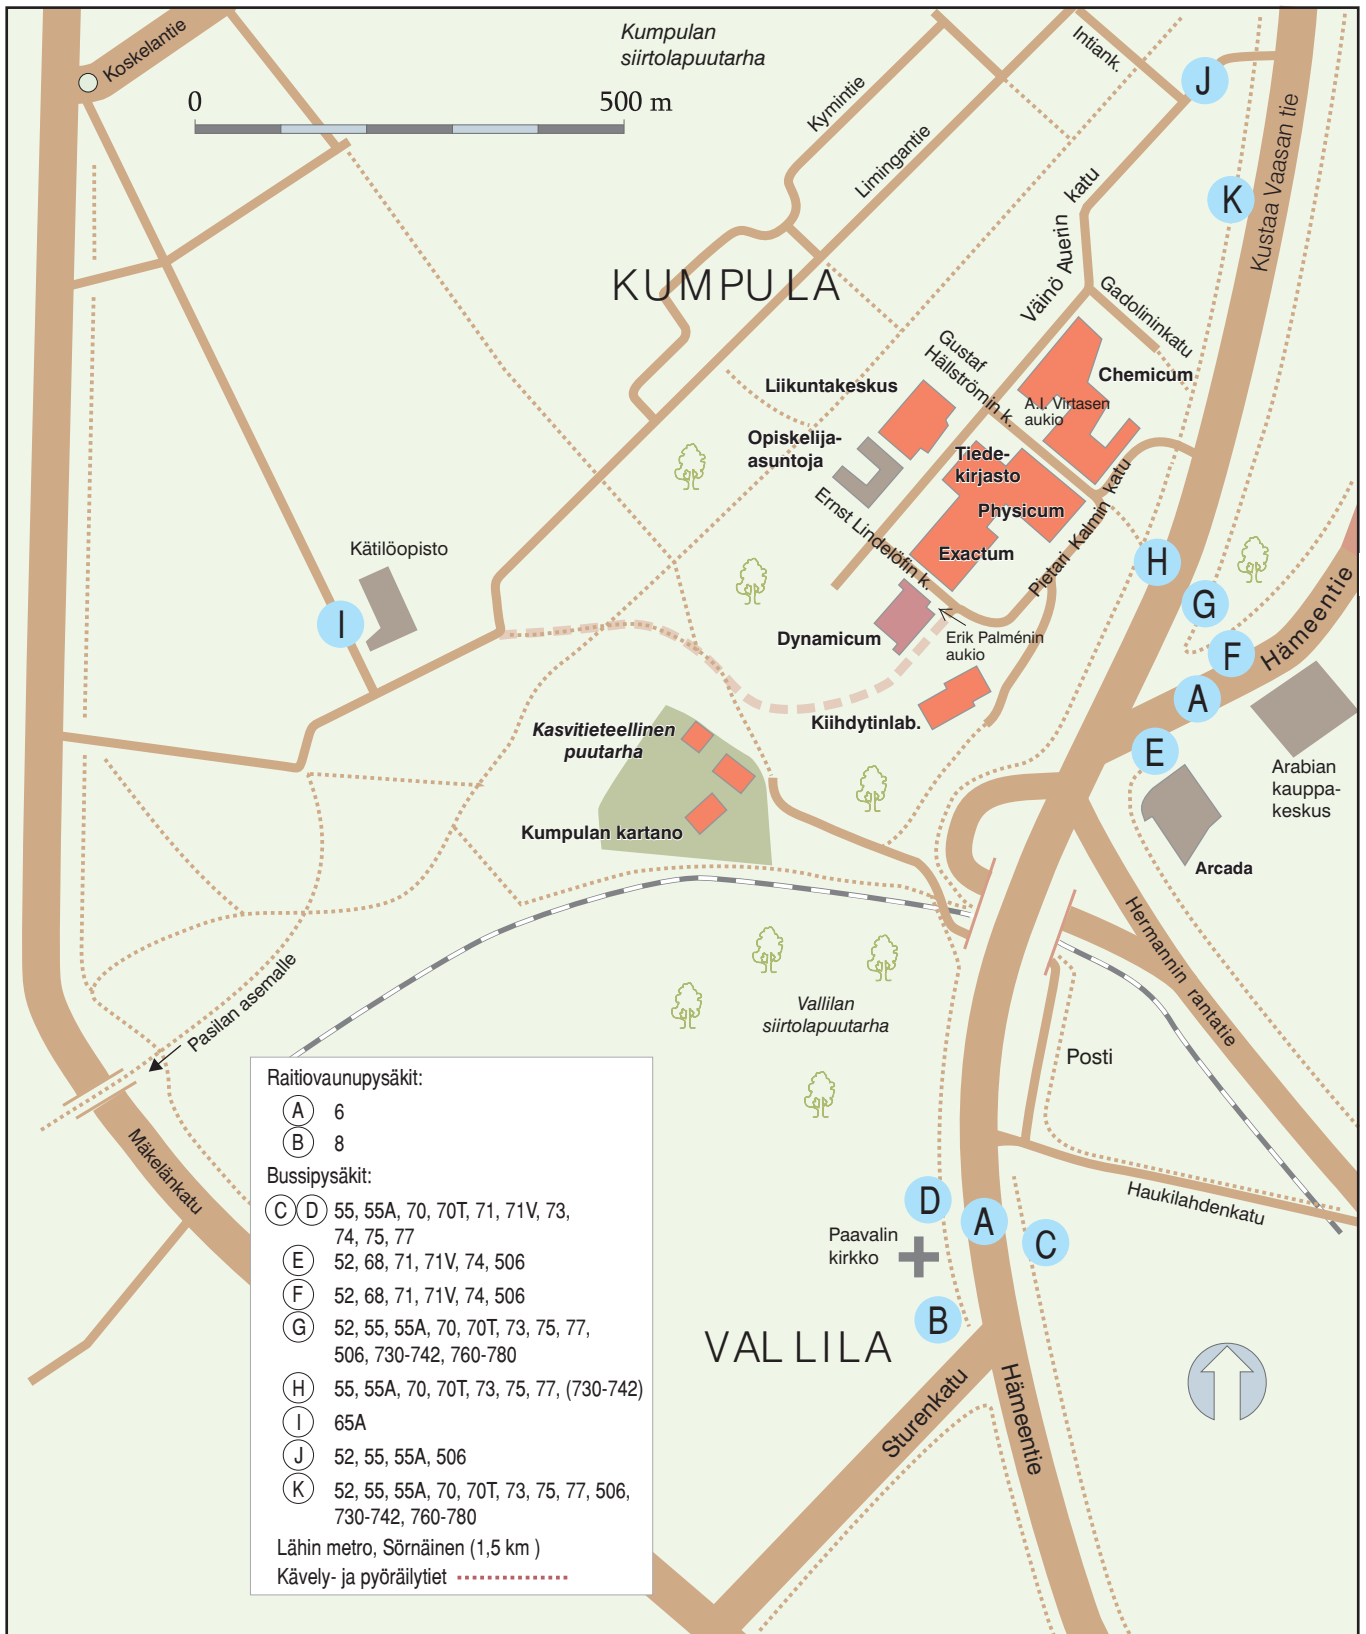 Koskelantie
Kumpulan
siirtolapuutarha
0
500 m
Kymintie
Limingantie
Intiank.
J
K
Kustaa Vaasan tie
KUMPULA
Väinö Auerin katu
Gadolininkatu
Gustaf
Hällströmin k.
Chemicum
Liikuntakeskus
A.I. Virtasen
aukio
Opiskelija-
asuntoja
Tiede-
kirjasto
Physicum
Exactum
Ernst Lindelöfin k.
Pietari Kalmin katu
Kätilöopisto
I
H
G
F
A
E
Hämeentie
Dynamicum
Erik Palménin
aukio
Kiihdytinlab.
Kasvitieteellinen
puutarha
Kumpulan kartano
Arabian
kauppa-
keskus
Arcada
Hermannin rantatie
Pasilan asemalle
Vallilan
siirtolapuutarha
Posti
Mäkelänkatu
Haukilahdenkatu
D
A
C
Paavalin
kirkko
B
VALLILA
Sturenkatu
Hämeentie
Raitiovaunupysäkit:
A 6
B 8
Bussipysäkit:
C D 55, 55A, 70, 70T, 71, 71V, 73,
74, 75, 77
E 52, 68, 71, 71V, 74, 506
F 52, 68, 71, 71V, 74, 506
G 52, 55, 55A, 70, 70T, 73, 75, 77,
506, 730-742, 760-780
H 55, 55A, 70, 70T, 73, 75, 77, (730-742)
I 65A
J 52, 55, 55A, 506
K 52, 55, 55A, 70, 70T, 73, 75, 77, 506,
730-742, 760-780
Lähin metro, Sörnäinen (1,5 km )
Kävely- ja pyöräilytiet